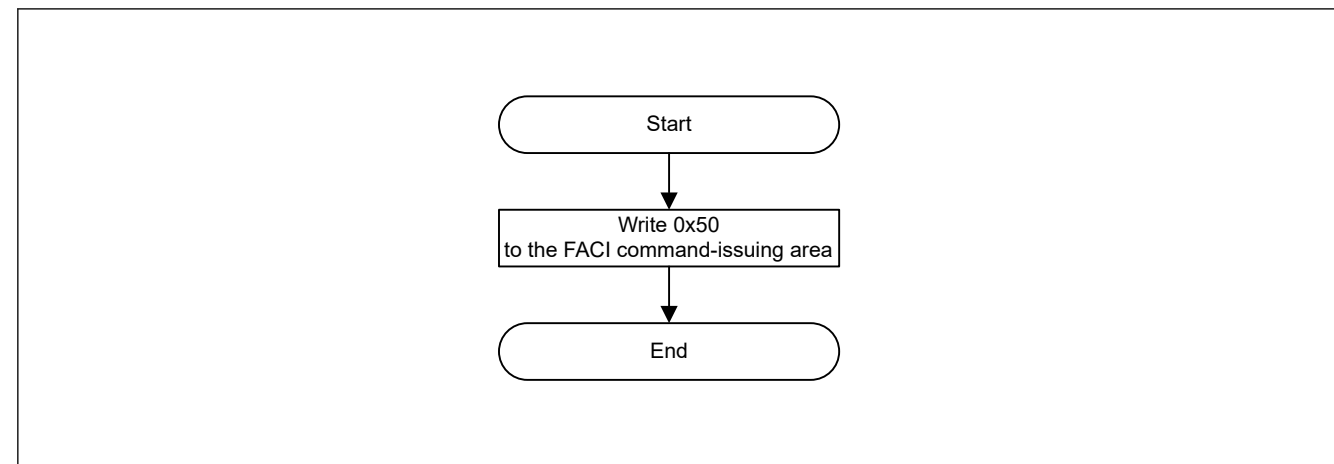 Start
Write 0x50
to the FACI command-issuing area
End